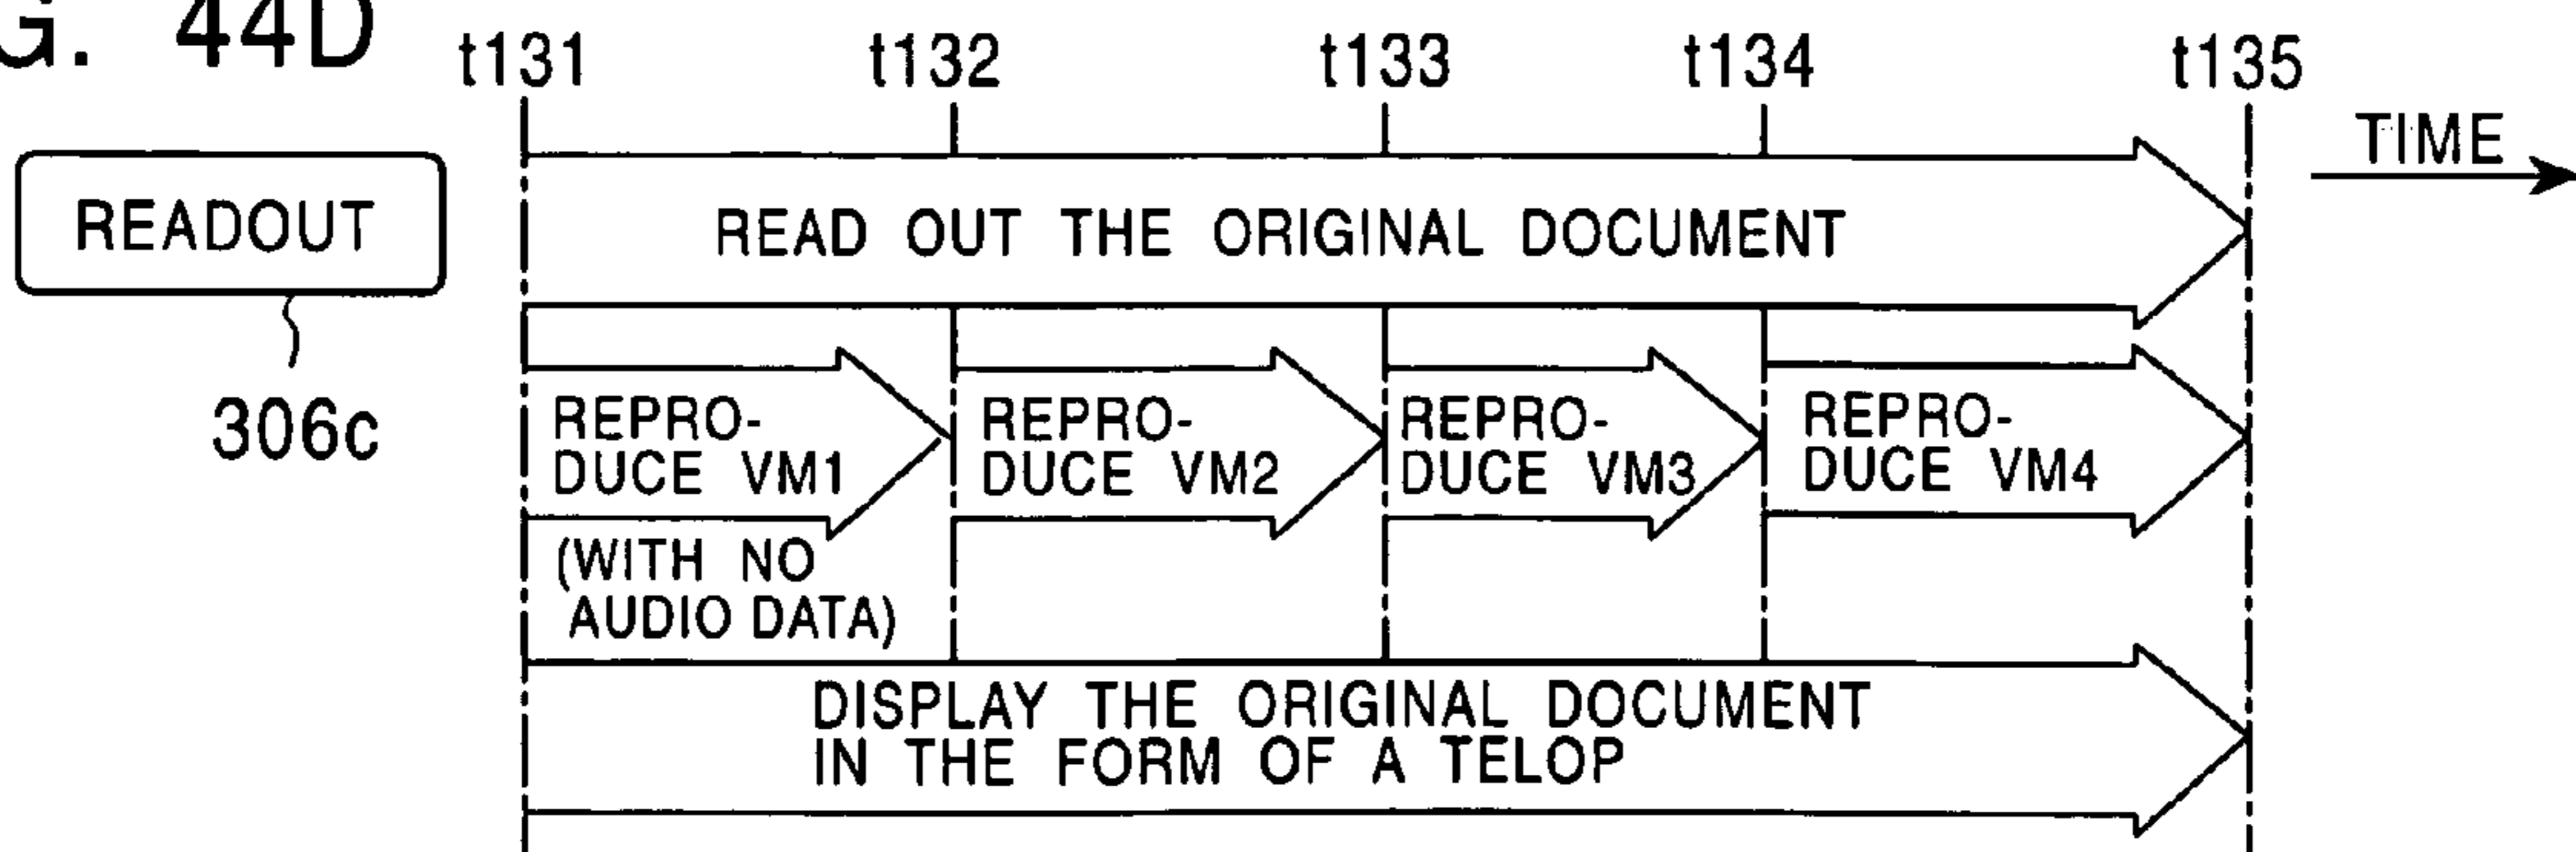 G. 44D
t131 t132 t133 t134 t135
TIME
READOUT
306c
READ OUT THE ORIGINAL DOCUMENT
REPRO-
DUCE VM1
REPRO-
DUCE VM2
REPRO-
DUCE VM3
REPRO-
DUCE VM4
(WITH NO
AUDIO DATA)
DISPLAY THE ORIGINAL DOCUMENT
IN THE FORM OF A TELOP